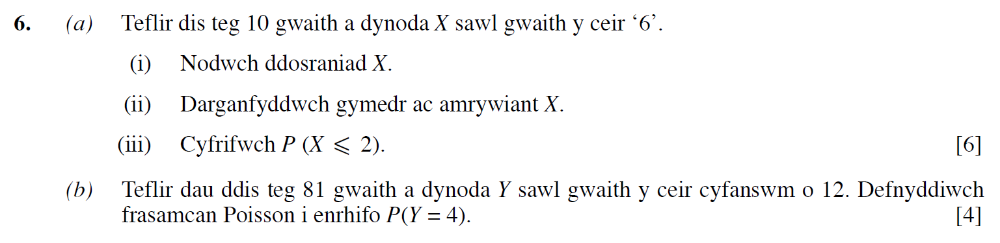 6. (a) Teflir dis teg 10 gwaith a dynoda X sawl gwaith y ceir ‘6’.
(i) Nodwch ddosraniad X.
(ii) Darganfyddwch gymedr ac amrywiant X.
(iii) Cyfrifwch P (X ⩽ 2). [6]
(b) Teflir dau ddis teg 81 gwaith a dynoda Y sawl gwaith y ceir cyfanswm o 12. Defnyddiwch
frasamcan Poisson i enrhifo P(Y = 4). [4]